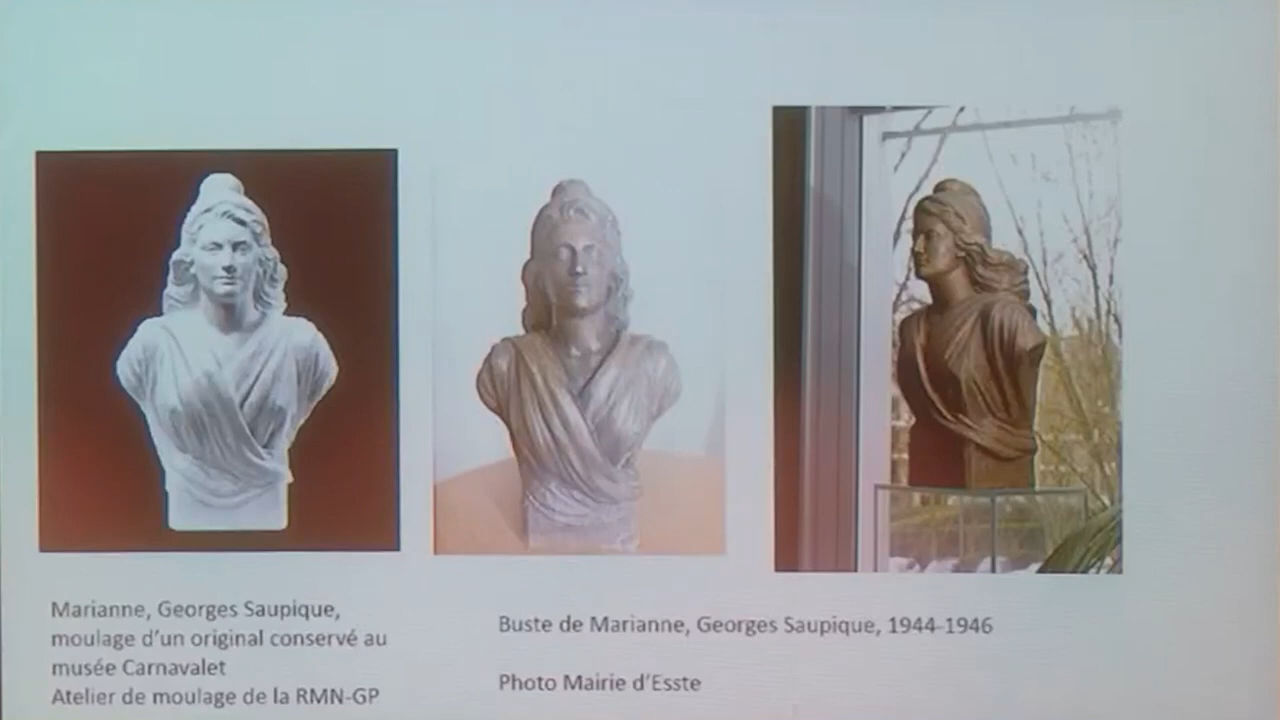 Marianne, Georges Saupique,
moulage d'un original conservé au
musée Carnavalet
Atelier de moulage de la RMN-GP
Buste de Marianne, Georges Saupique, 1944-1946
Photo Mairie d'Esste